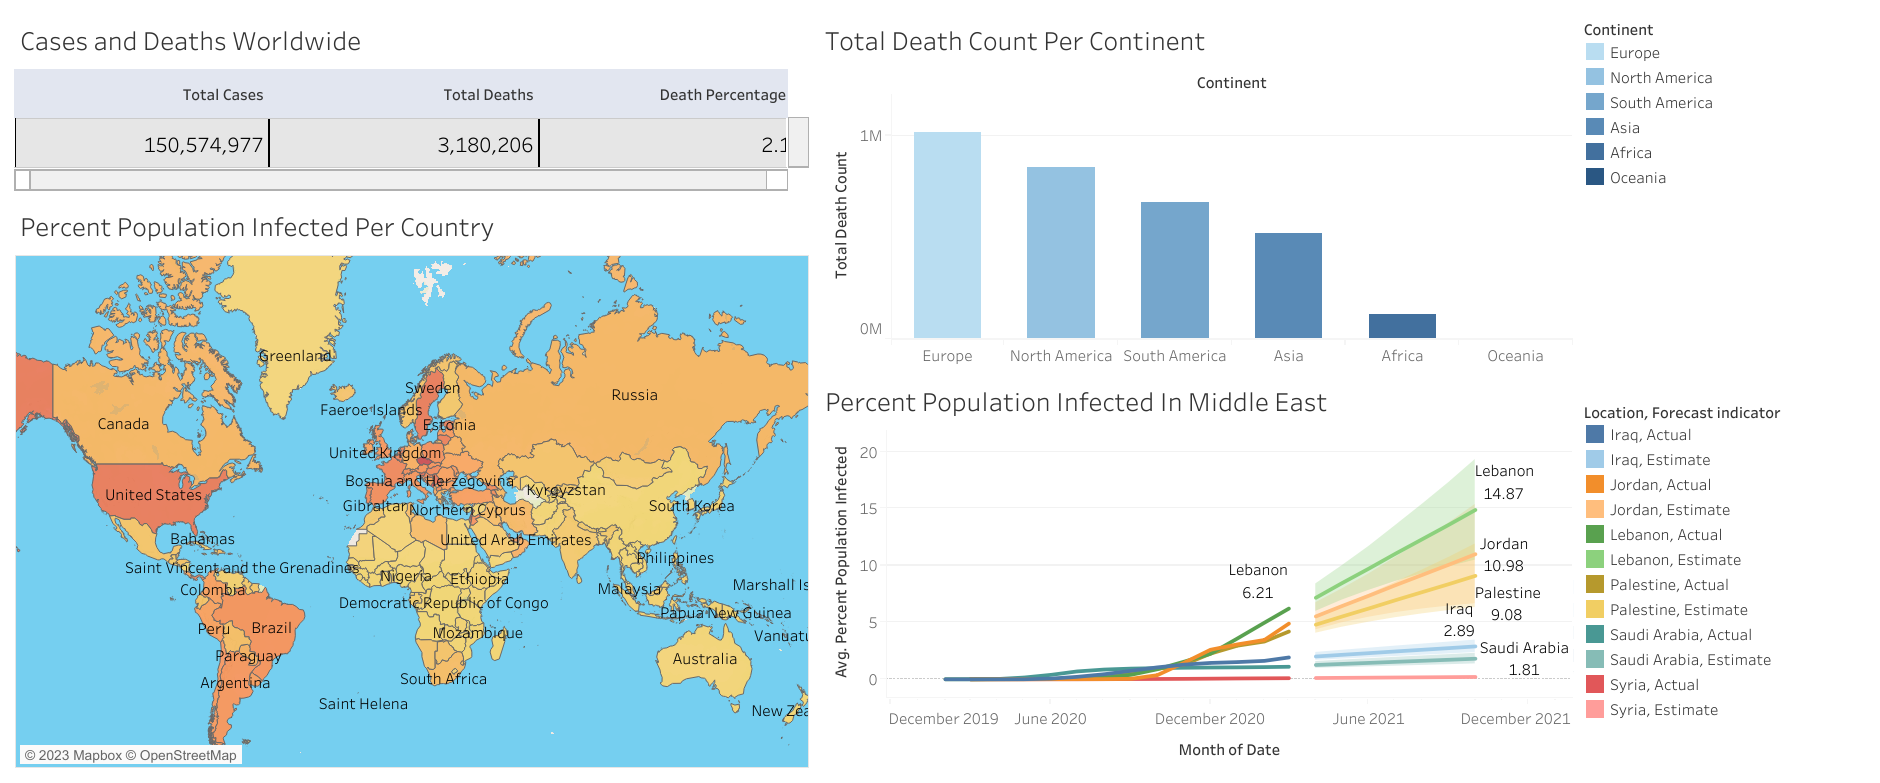 Cases and Deaths Worldwide
Total Cases Total Deaths Death Percentage
150,574,977 3,180,206 2.1
Percent Population Infected Per Country
Greenland
Sweden
Russia
Faeroe Islands
Canada
Estonia
United Kingdom
Bosnia and Herzegovina
United States
Kyrgyzstan
Gibraltar
Northern Cyprus
South Korea
Bahamas
United Arab Emirates
Philippines
Saint Vincent and the Grenadines
Nigeria
Ethiopia
Colombia
Malaysia
Marshall Is
Democratic Republic of Congo
Papua New Guinea
Peru
Brazil
Mozambique
Vanuatu
Paraguay
Australia
Argentina
South Africa
Saint Helena
New Zea
© 2023 Mapbox © OpenStreetMap
Total Death Count Per Continent
Continent
Total Death Count
1M
0M
Europe North America South America Asia Africa Oceania
Continent
Europe
North America
South America
Asia
Africa
Oceania
Percent Population Infected In Middle East
Avg. Percent Population Infected
20
15
10
5
0
Lebanon
6.21
Lebanon
14.87
Jordan
10.98
Palestine
9.08
Iraq
2.89
Saudi Arabia
1.81
December 2019 June 2020 December 2020 June 2021 December 2021
Month of Date
Location, Forecast indicator
Iraq, Actual
Iraq, Estimate
Jordan, Actual
Jordan, Estimate
Lebanon, Actual
Lebanon, Estimate
Palestine, Actual
Palestine, Estimate
Saudi Arabia, Actual
Saudi Arabia, Estimate
Syria, Actual
Syria, Estimate